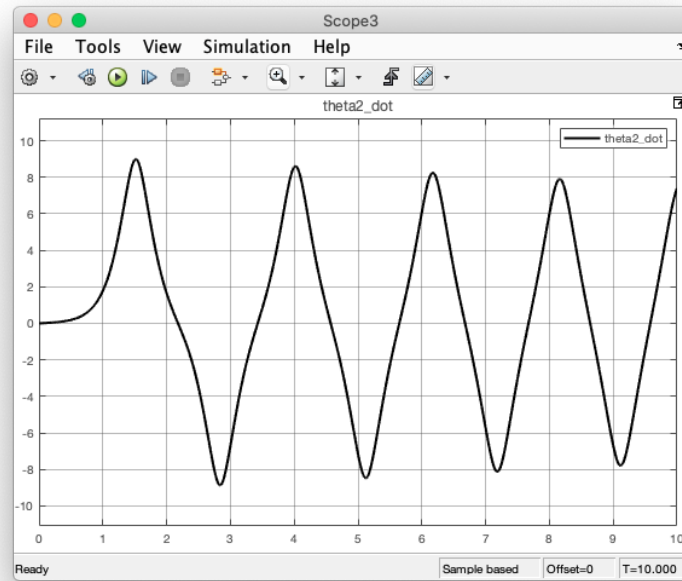 Scope3
File Tools View Simulation Help
theta2_dot
theta2_dot
10
8
6
4
2
0
-2
-4
-6
-8
-10
0 1 2 3 4 5 6 7 8 9 10
Ready Sample based Offset=0 T=10.000